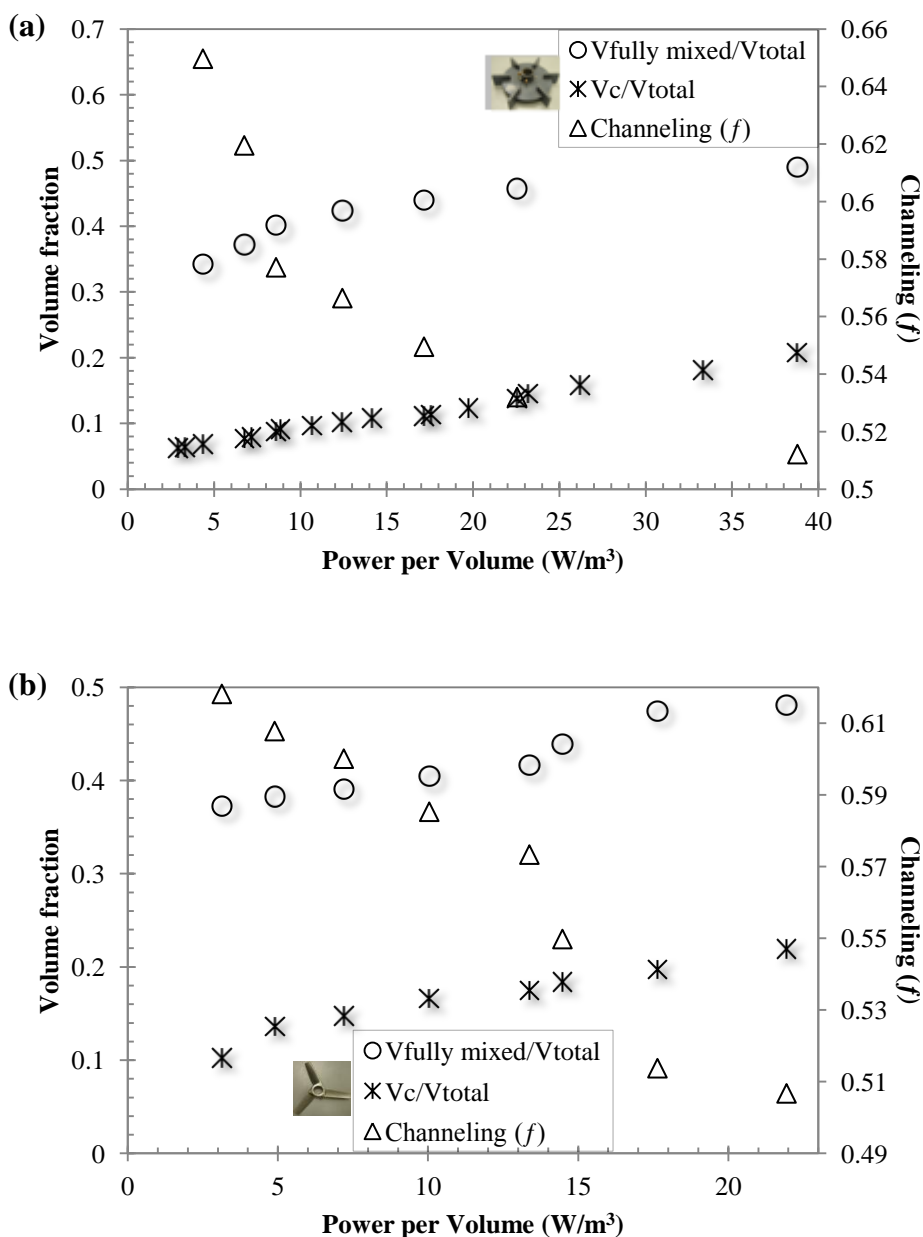 (a)
0.7
0.6
0.5
0.4
0.3
0.2
0.1
0
Volume fraction
0.66
0.64
0.62
0.6
0.58
0.56
0.54
0.52
0.5
Channeling (f)
Vfully mixed/Vtotal
Vc/Vtotal
Channeling (f)
0 5 10 15 20 25 30 35 40
Power per Volume (W/m³)
(b)
0.5
0.4
0.3
0.2
0.1
0
Volume fraction
0.61
0.59
0.57
0.55
0.53
0.51
0.49
Channeling (f)
Vfully mixed/Vtotal
Vc/Vtotal
Channeling (f)
0 5 10 15 20
Power per Volume (W/m³)